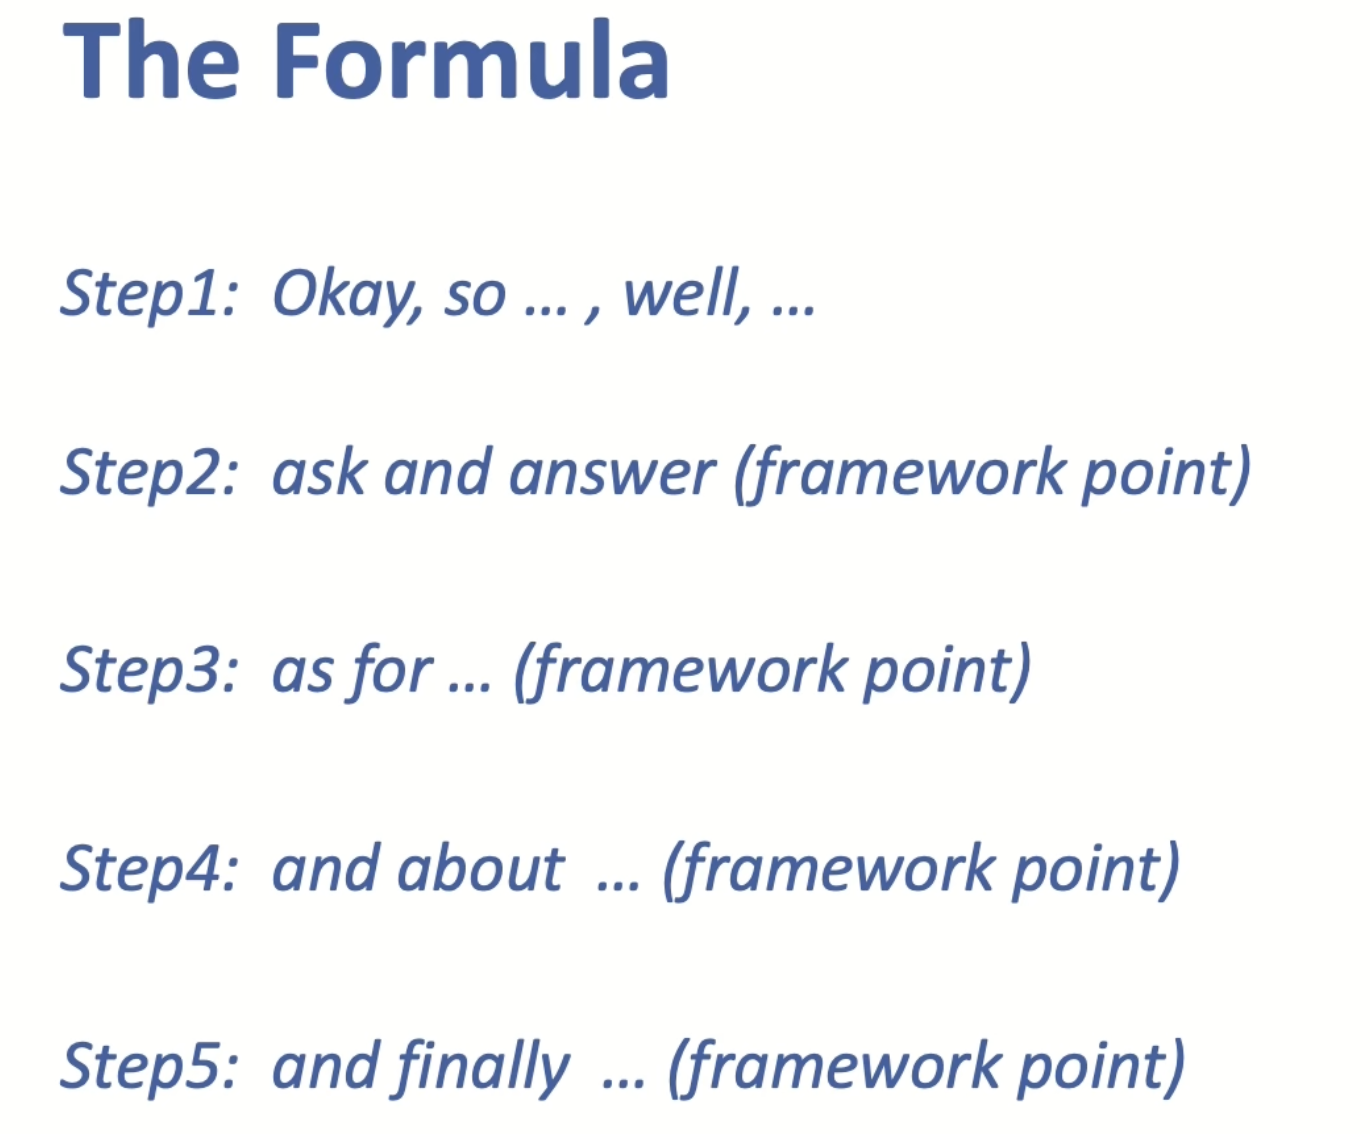 The Formula
Step1: Okay, so ... , well, ...
Step2: ask and answer (framework point)
Step3: as for ... (framework point)
Step4: and about ... (framework point)
Step5: and finally ... (framework point)